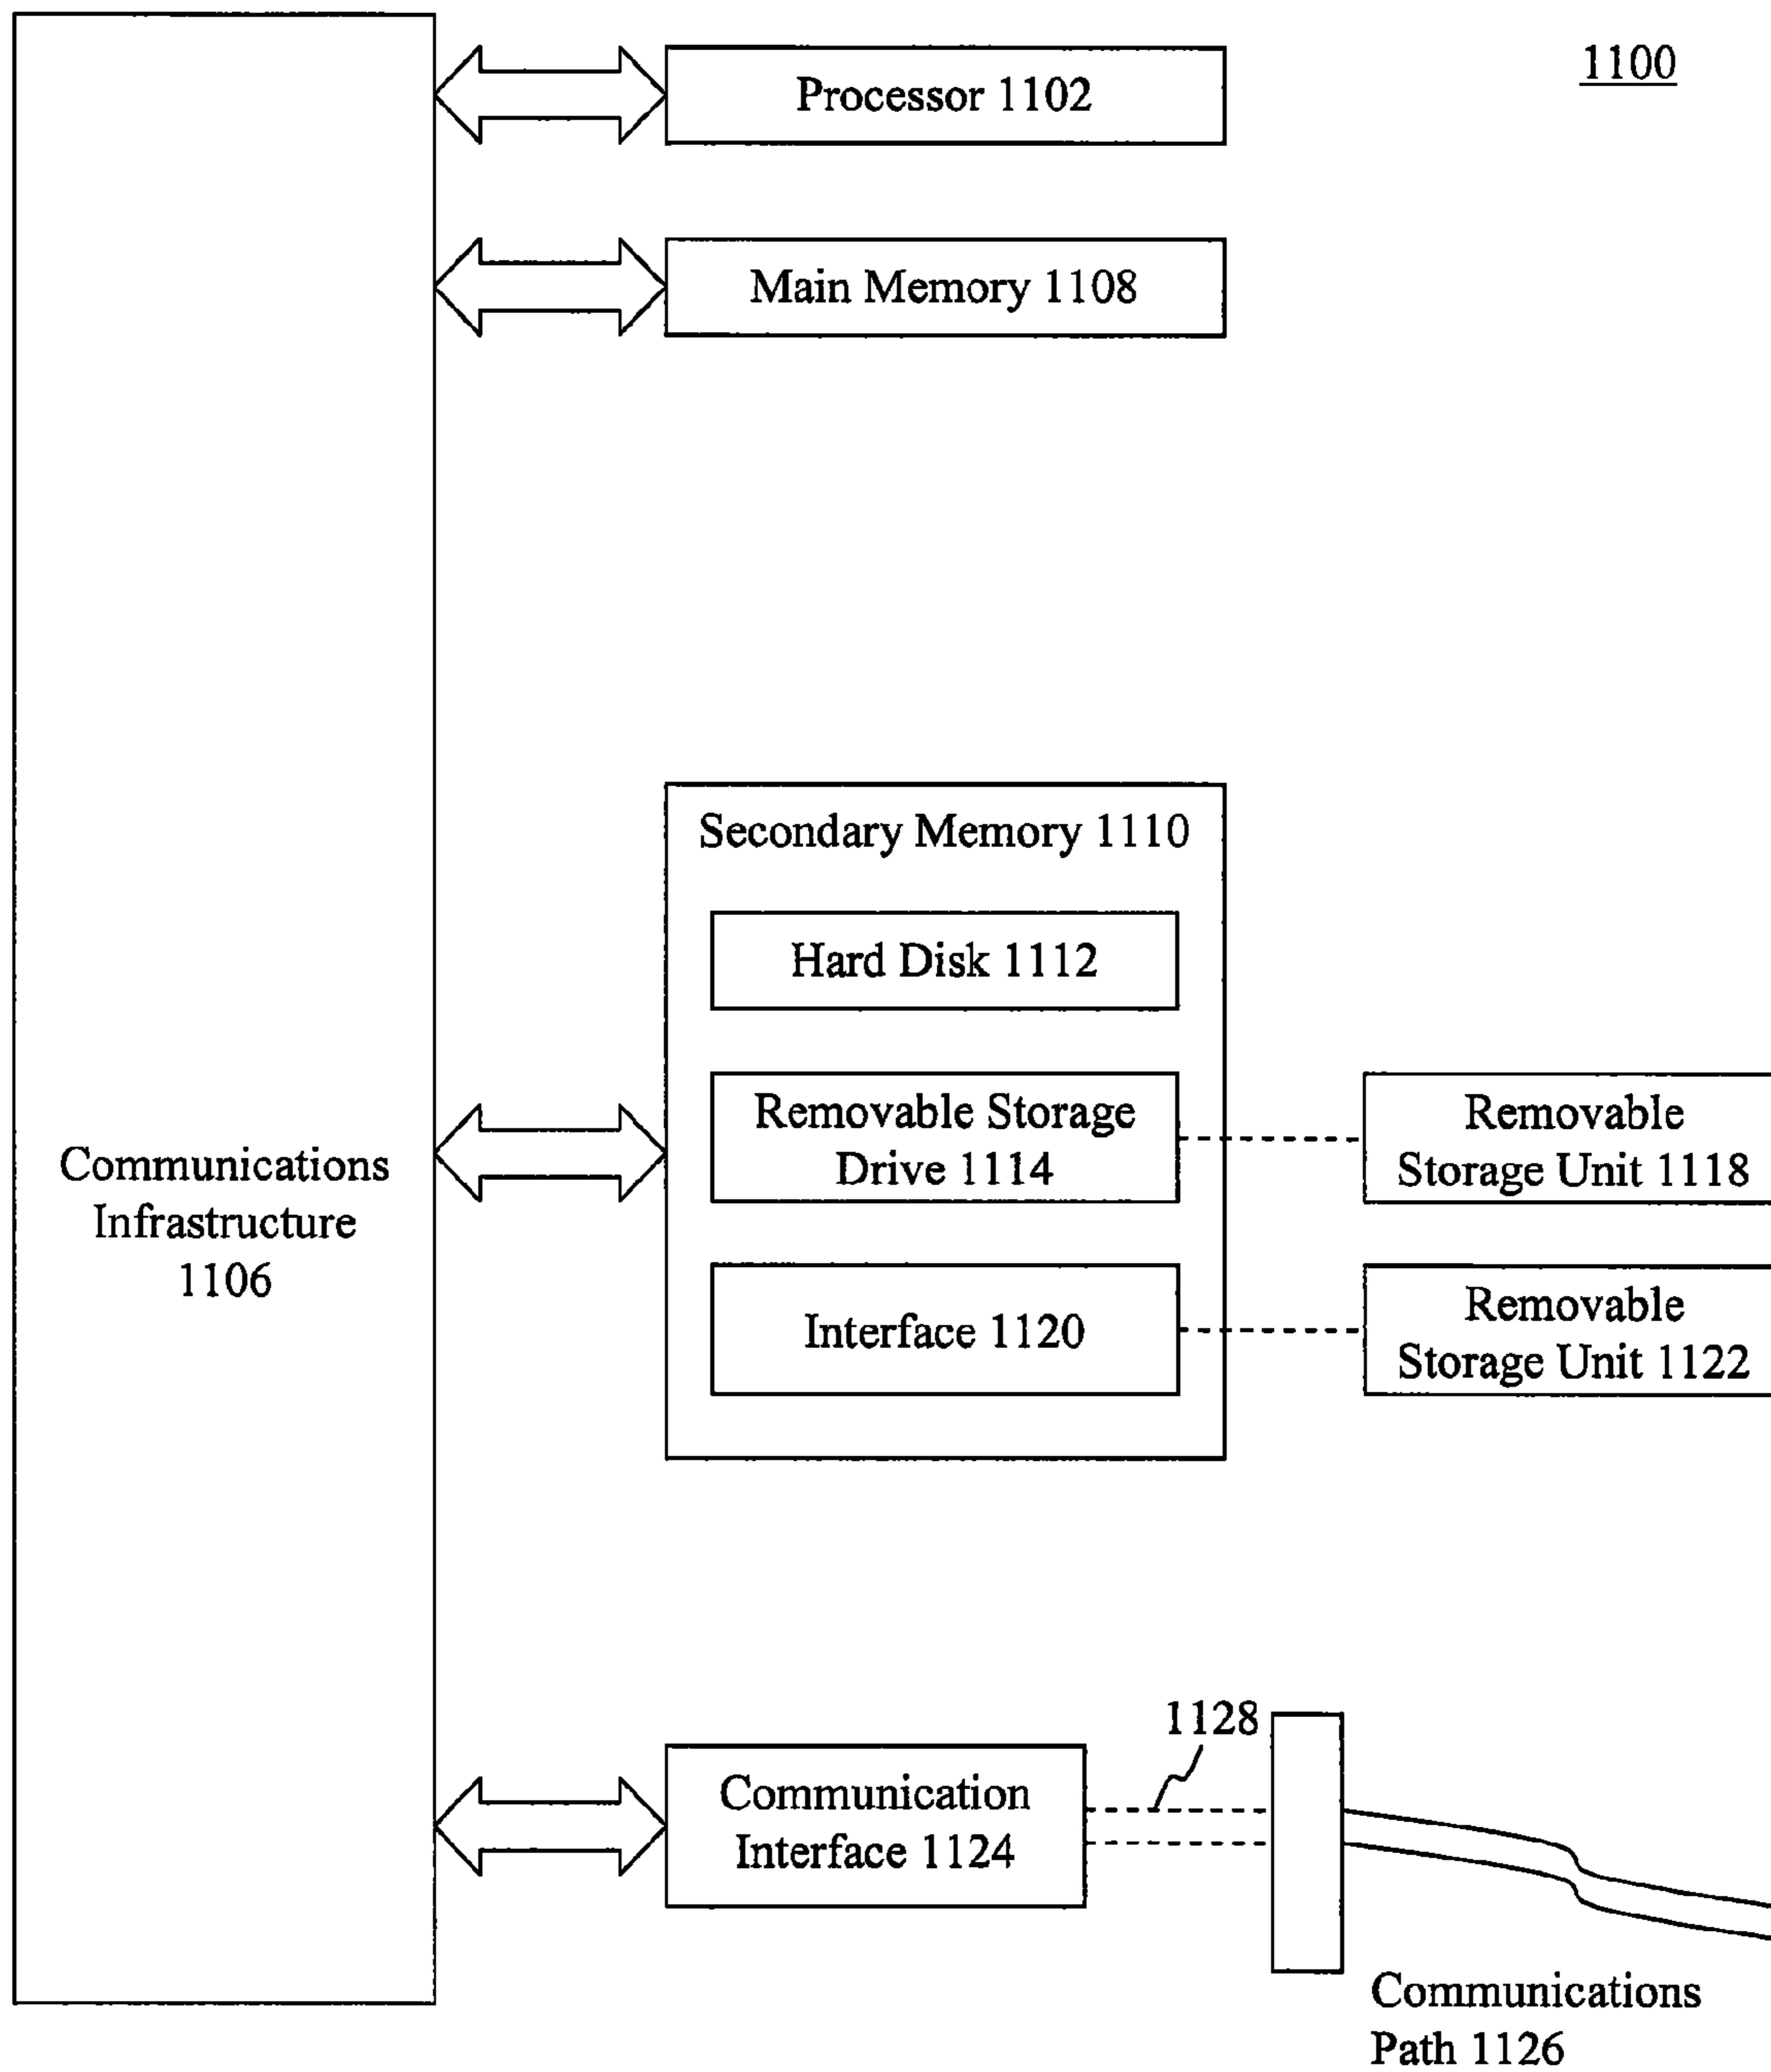 1100
Processor 1102
Main Memory 1108
Secondary Memory 1110
Hard Disk 1112
Removable Storage
Drive 1114
Removable
Storage Unit 1118
Communications
Infrastructure
1106
Interface 1120
Removable
Storage Unit 1122
1128
Communication
Interface 1124
Communications
Path 1126